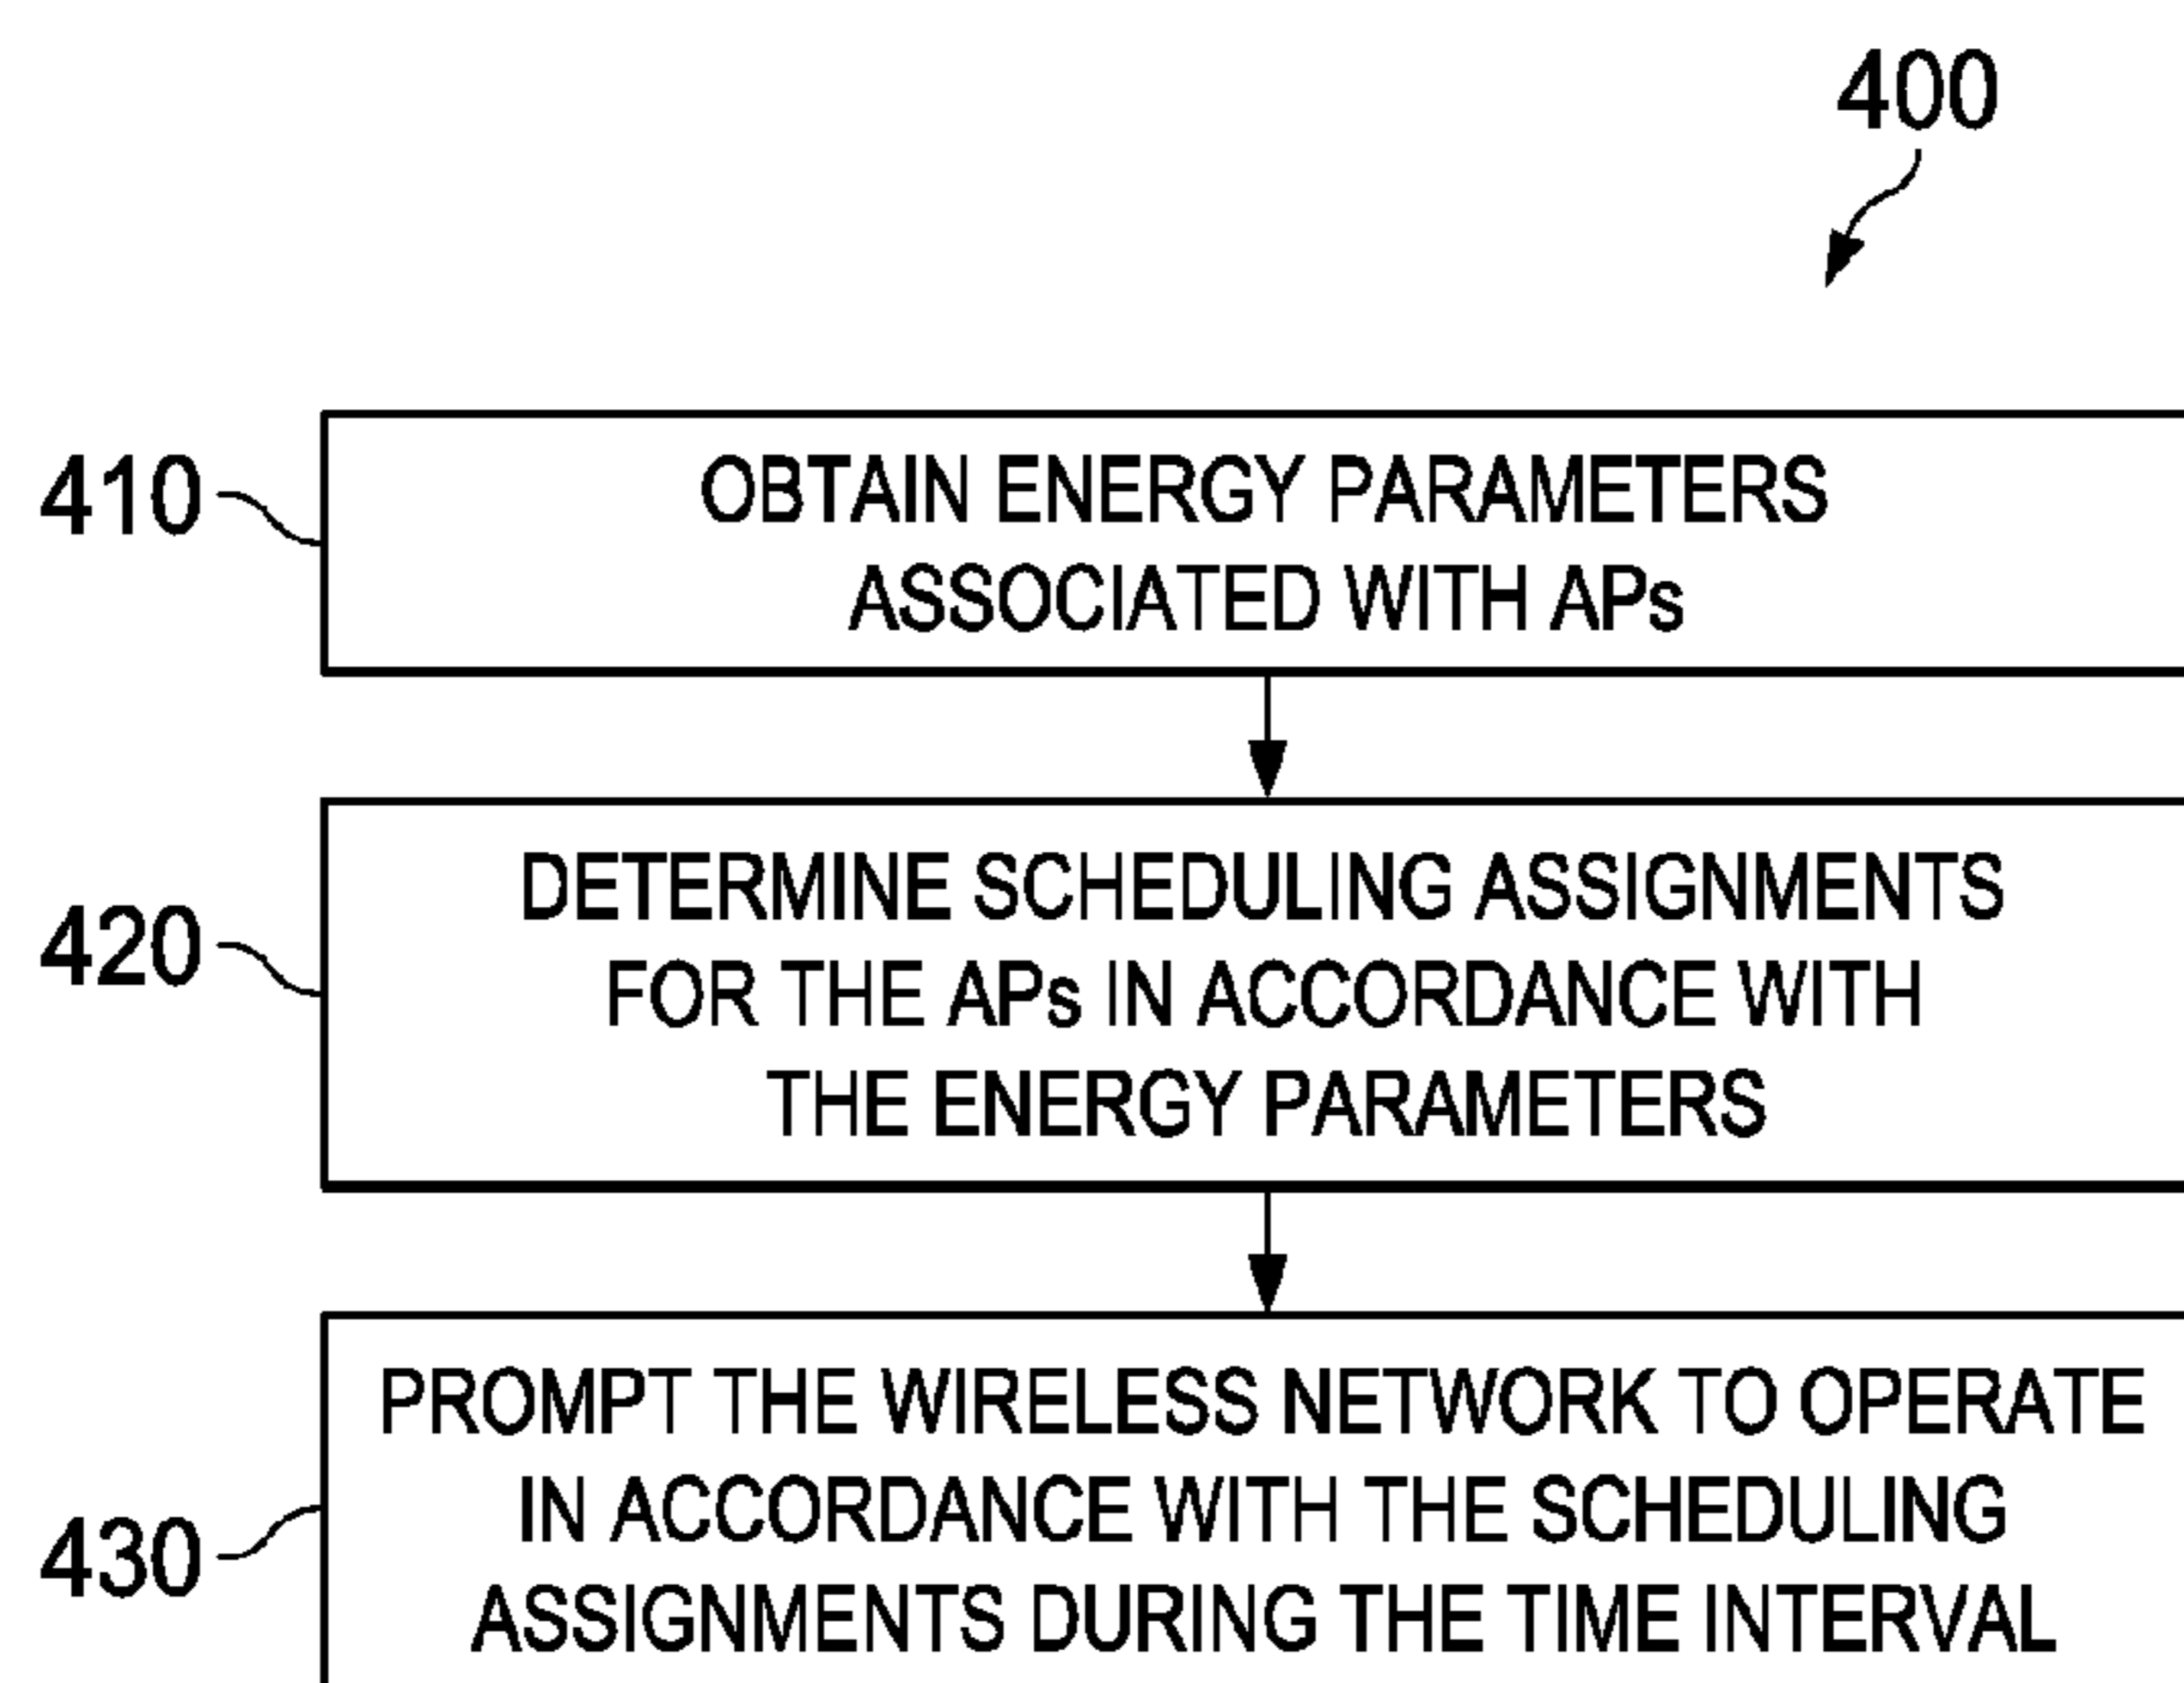 400
410
OBTAIN ENERGY PARAMETERS
ASSOCIATED WITH APs
420
DETERMINE SCHEDULING ASSIGNMENTS
FOR THE APs IN ACCORDANCE WITH
THE ENERGY PARAMETERS
430
PROMPT THE WIRELESS NETWORK TO OPERATE
IN ACCORDANCE WITH THE SCHEDULING
ASSIGNMENTS DURING THE TIME INTERVAL